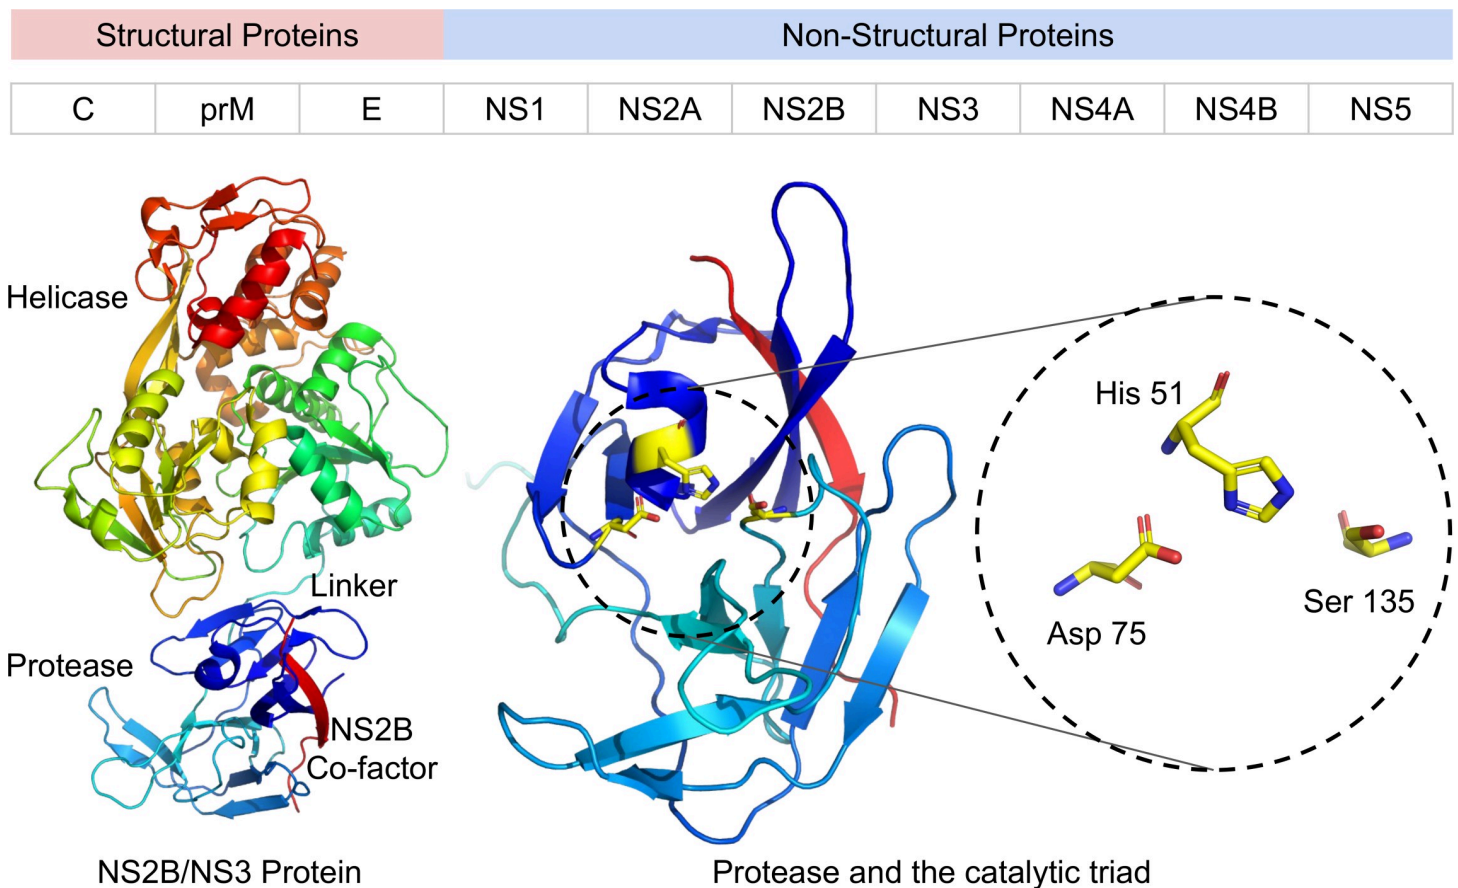 Structural Proteins Non-Structural Proteins
C prM E NS1 NS2A NS2B NS3 NS4A NS4B NS5
Helicase
His 51
Linker
Ser 135
Asp 75
Protease
NS2B
Co-factor
NS2B/NS3 Protein
Protease and the catalytic triad